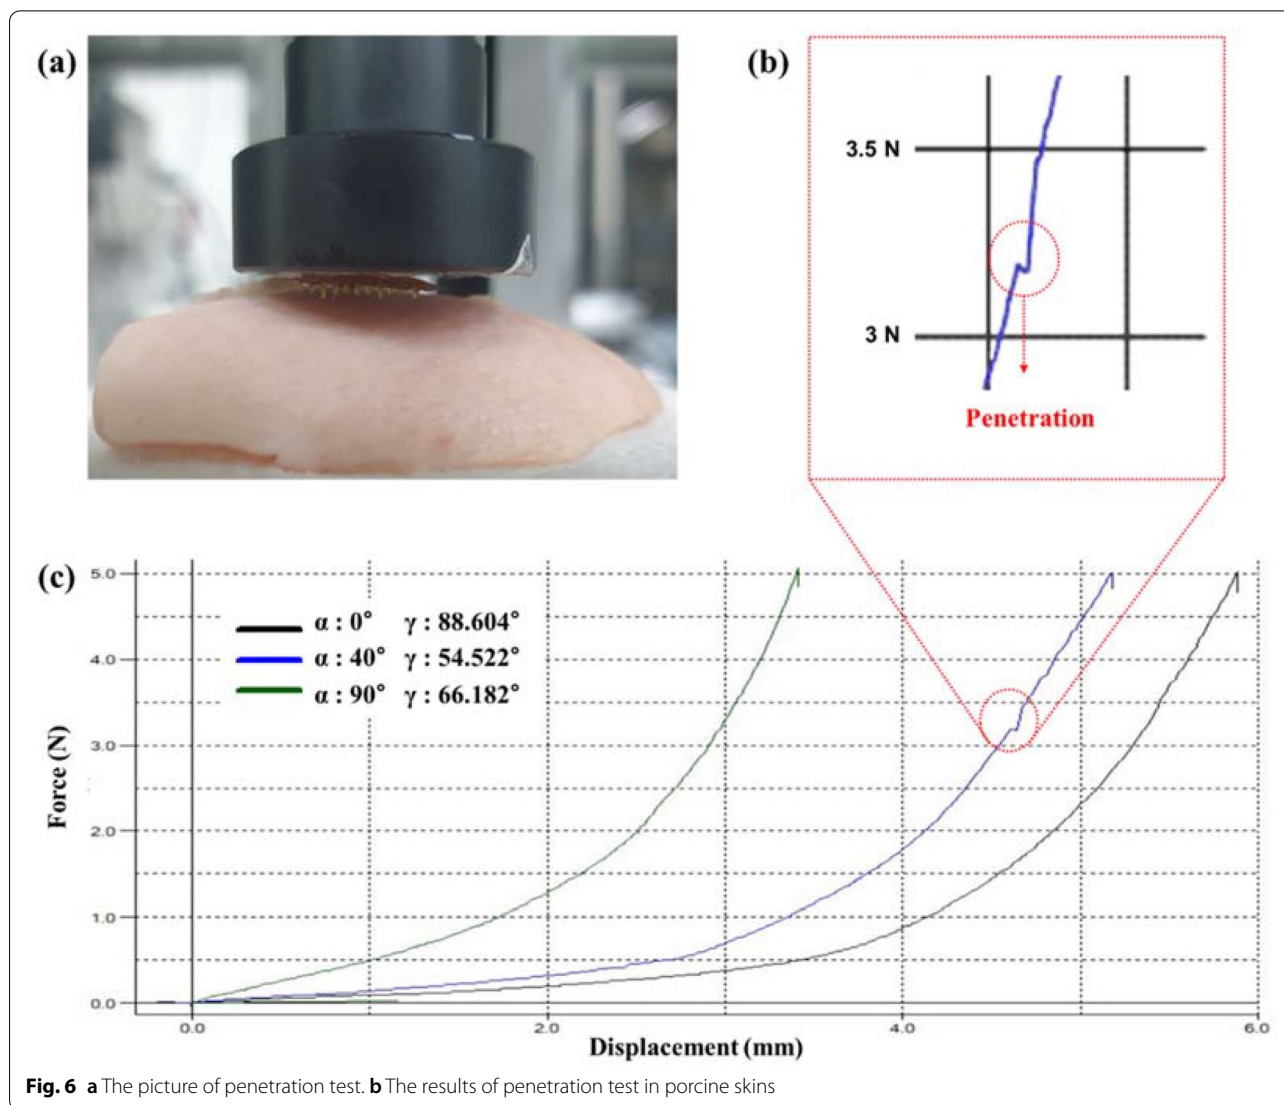 (a)
(b)
3.5 N
3 N
Penetration
(c)
5.0
4.0
3.0
2.0
1.0
0.0
Force (N)
α : 0° γ : 88.604°
α : 40° γ : 54.522°
α : 90° γ : 66.182°
0.0 2.0 4.0 6.0
Displacement (mm)
Fig. 6 a The picture of penetration test. b The results of penetration test in porcine skins